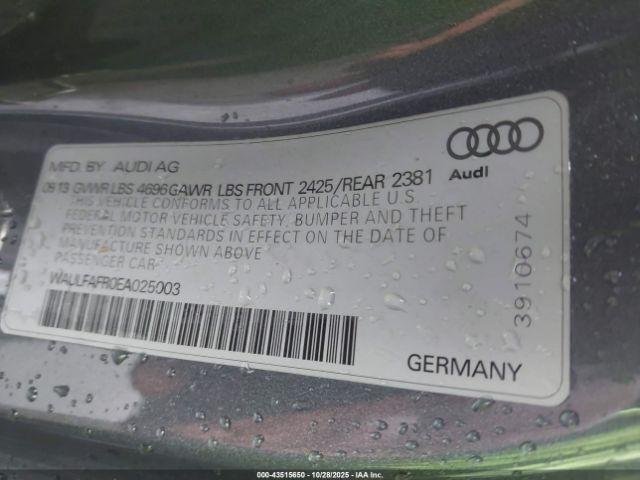 MFD. BY AUDI AG
08 13 GVWR LBS 4696 GAWR LBS FRONT 2425/REAR 2381
Audi
THIS VEHICLE CONFORMS TO ALL APPLICABLE U.S.
FEDERAL MOTOR VEHICLE SAFETY, BUMPER AND THEFT
PREVENTION STANDARDS IN EFFECT ON THE DATE OF
MANUFACTURE SHOWN ABOVE
PASSENGER CAR
WAULFAFR0EA025003
3910674
GERMANY
000-43515650 - 10/28/2025 - IAAI Inc.